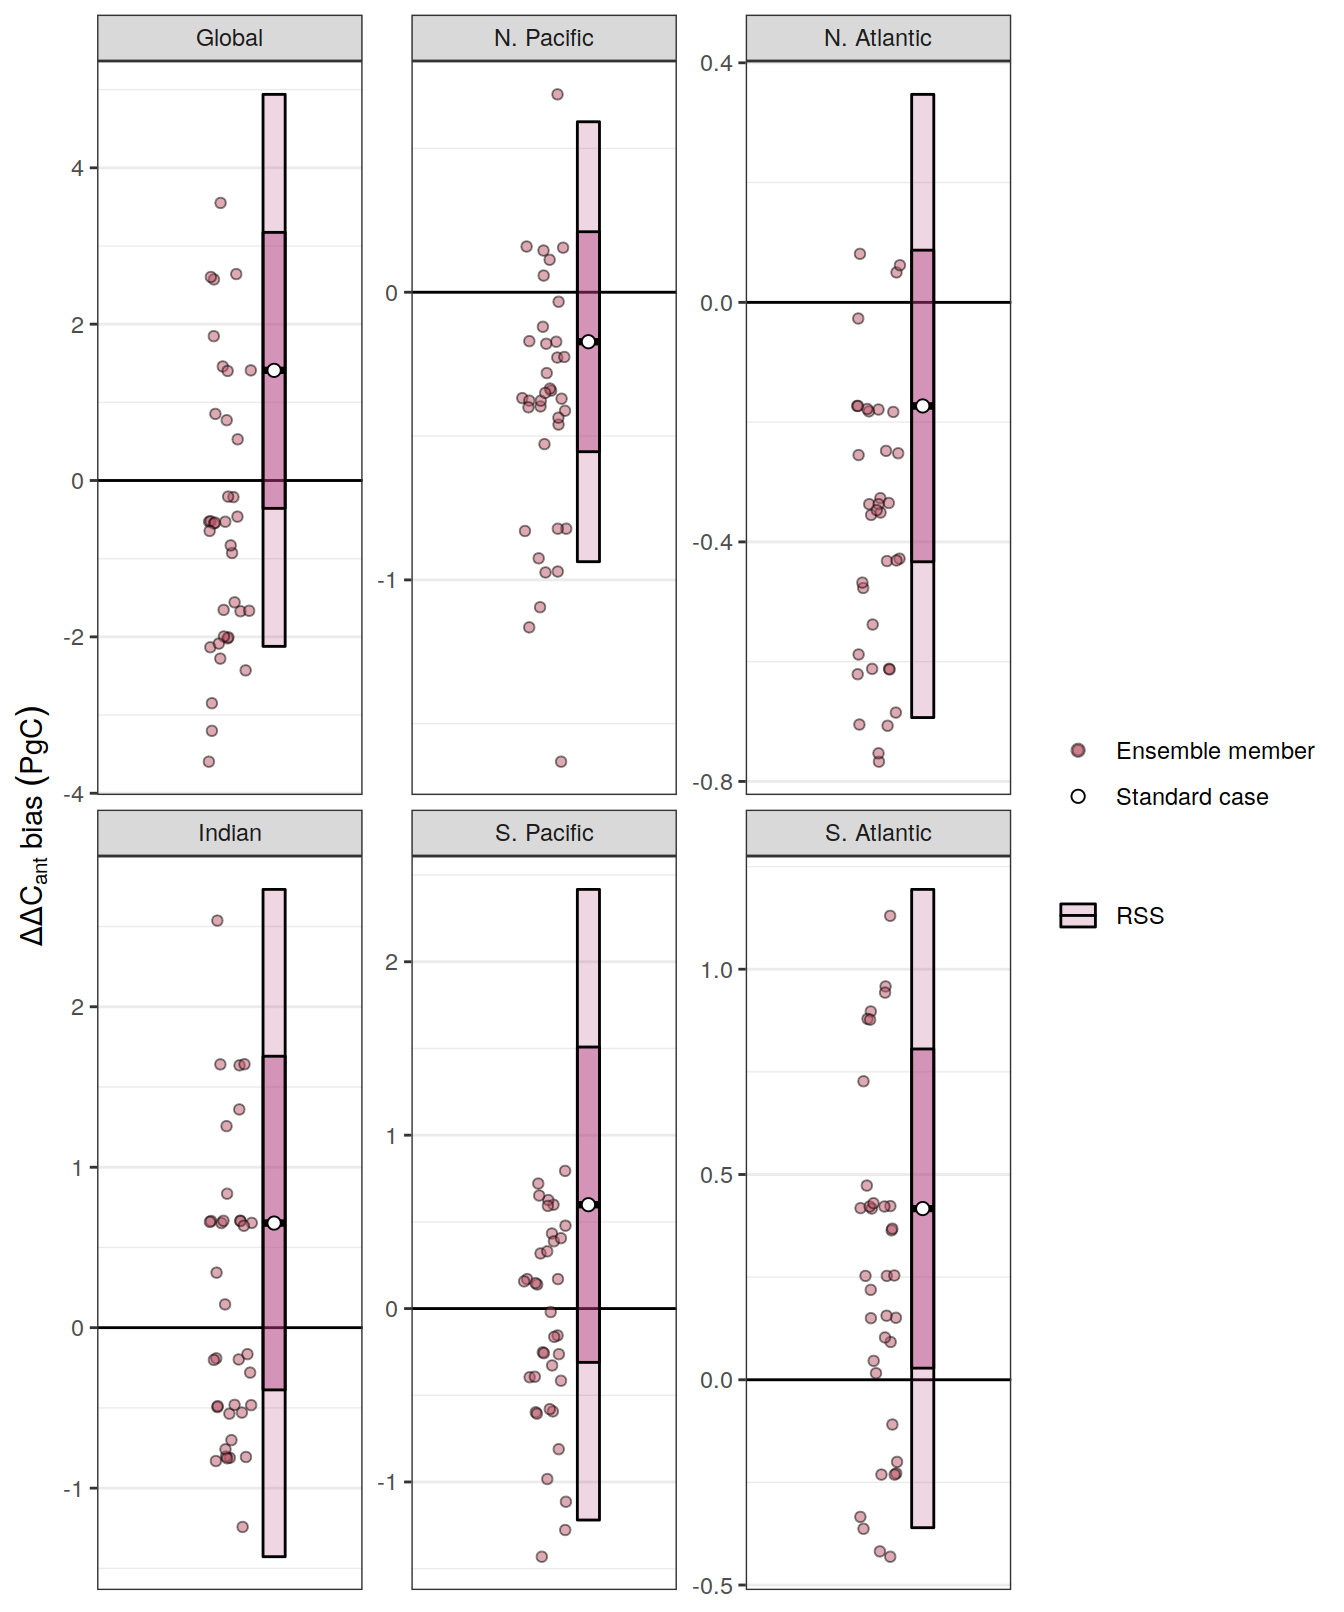 Global
N. Pacific
N. Atlantic
4
2
0
-2
-4
0
-1
0.4
0.0
-0.4
-0.8
ΔΔCant bias (PgC)
Ensemble member
Standard case
RSS
Indian
S. Pacific
S. Atlantic
2
1
0
-1
2
1
0
-1
1.0
0.5
0.0
-0.5